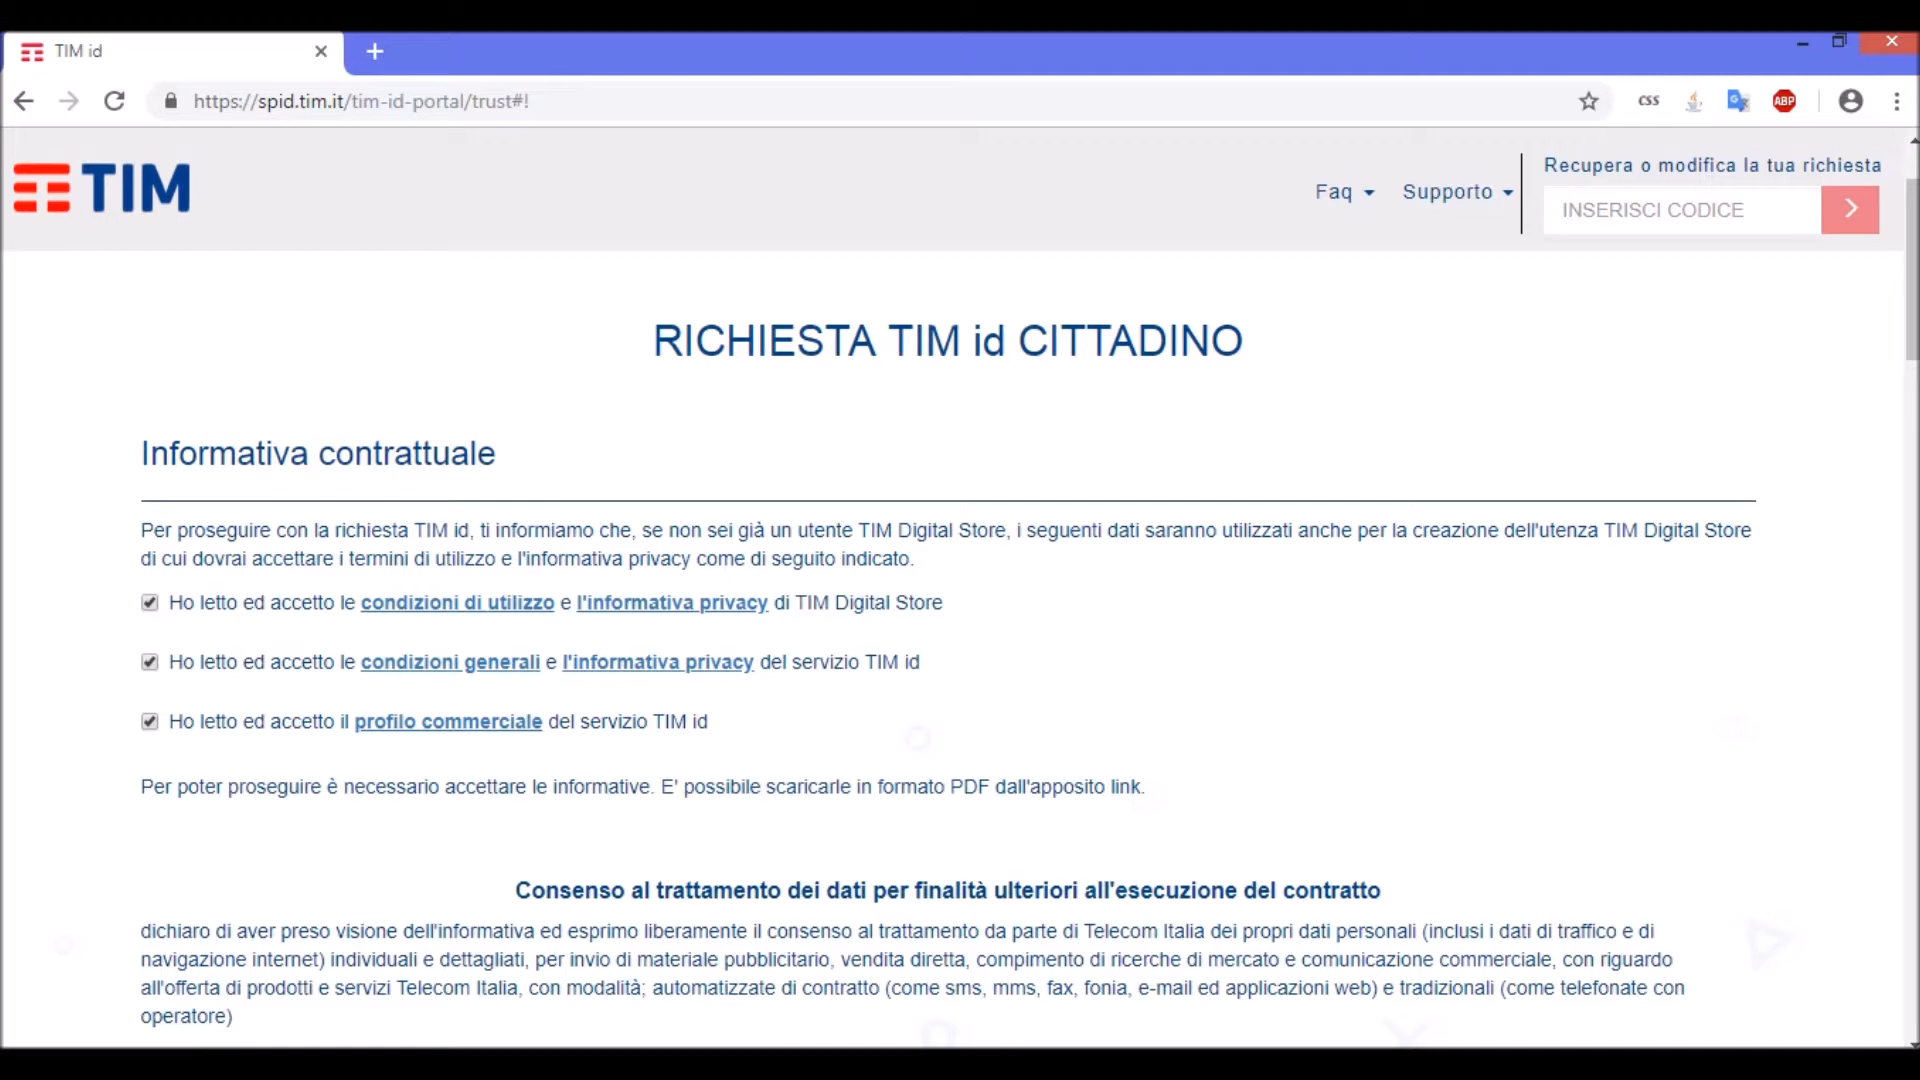 TIM id
https://spid.tim.it/tim-id-portal/trust#!
CSS
ABP
TIM
Faq
Supporto
Recupera o modifica la tua richiesta
INSERISCI CODICE
RICHIESTA TIM id CITTADINO
Informativa contrattuale
Per proseguire con la richiesta TIM id, ti informiamo che, se non sei già un utente TIM Digital Store, i seguenti dati saranno utilizzati anche per la creazione dell'utenza TIM Digital Store
di cui dovrai accettare i termini di utilizzo e l'informativa privacy come di seguito indicato.
Ho letto ed accetto le condizioni di utilizzo e l'informativa privacy di TIM Digital Store
Ho letto ed accetto le condizioni generali e l'informativa privacy del servizio TIM id
Ho letto ed accetto il profilo commerciale del servizio TIM id
Per poter proseguire è necessario accettare le informative. E' possibile scaricarle in formato PDF dall'apposito link.
Consenso al trattamento dei dati per finalità ulteriori all'esecuzione del contratto
dichiaro di aver preso visione dell'informativa ed esprimo liberamente il consenso al trattamento da parte di Telecom Italia dei propri dati personali (inclusi i dati di traffico e di
navigazione internet) individuali e dettagliati, per invio di materiale pubblicitario, vendita diretta, compimento di ricerche di mercato e comunicazione commerciale, con riguardo
all'offerta di prodotti e servizi Telecom Italia, con modalità; automatizzate di contratto (come sms, mms, fax, fonia, e-mail ed applicazioni web) e tradizionali (come telefonate con
operatore)